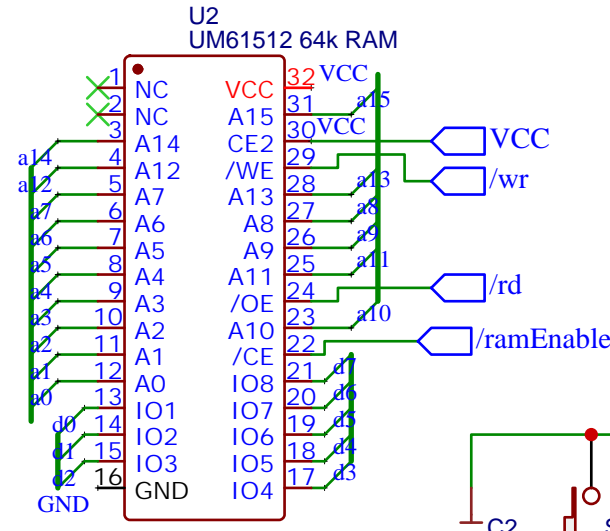 U2
UM61512 64k RAM
1 NC VCC 32 VCC
2 NC A15 31 a15
3 A14 CE2 30 VCC VCC
a14 4 A12 /WE 29 /wr
a12 5 A7 A13 28 a13
a7 6 A6 A8 27 a8
a6 7 A5 A9 26 a9
a5 8 A4 A11 25 a11
a4 9 A3 /OE 24 /rd
a3 10 A2 A10 23 a10
a2 11 A1 /CE 22 /ramEnable
a1 12 A0 IO8 21 d7
a0 13 IO1 IO7 20 d6
d0 14 IO2 IO6 19 d5
d1 15 IO3 IO5 18 d4
d2 16 GND IO4 17 d3
GND
C2